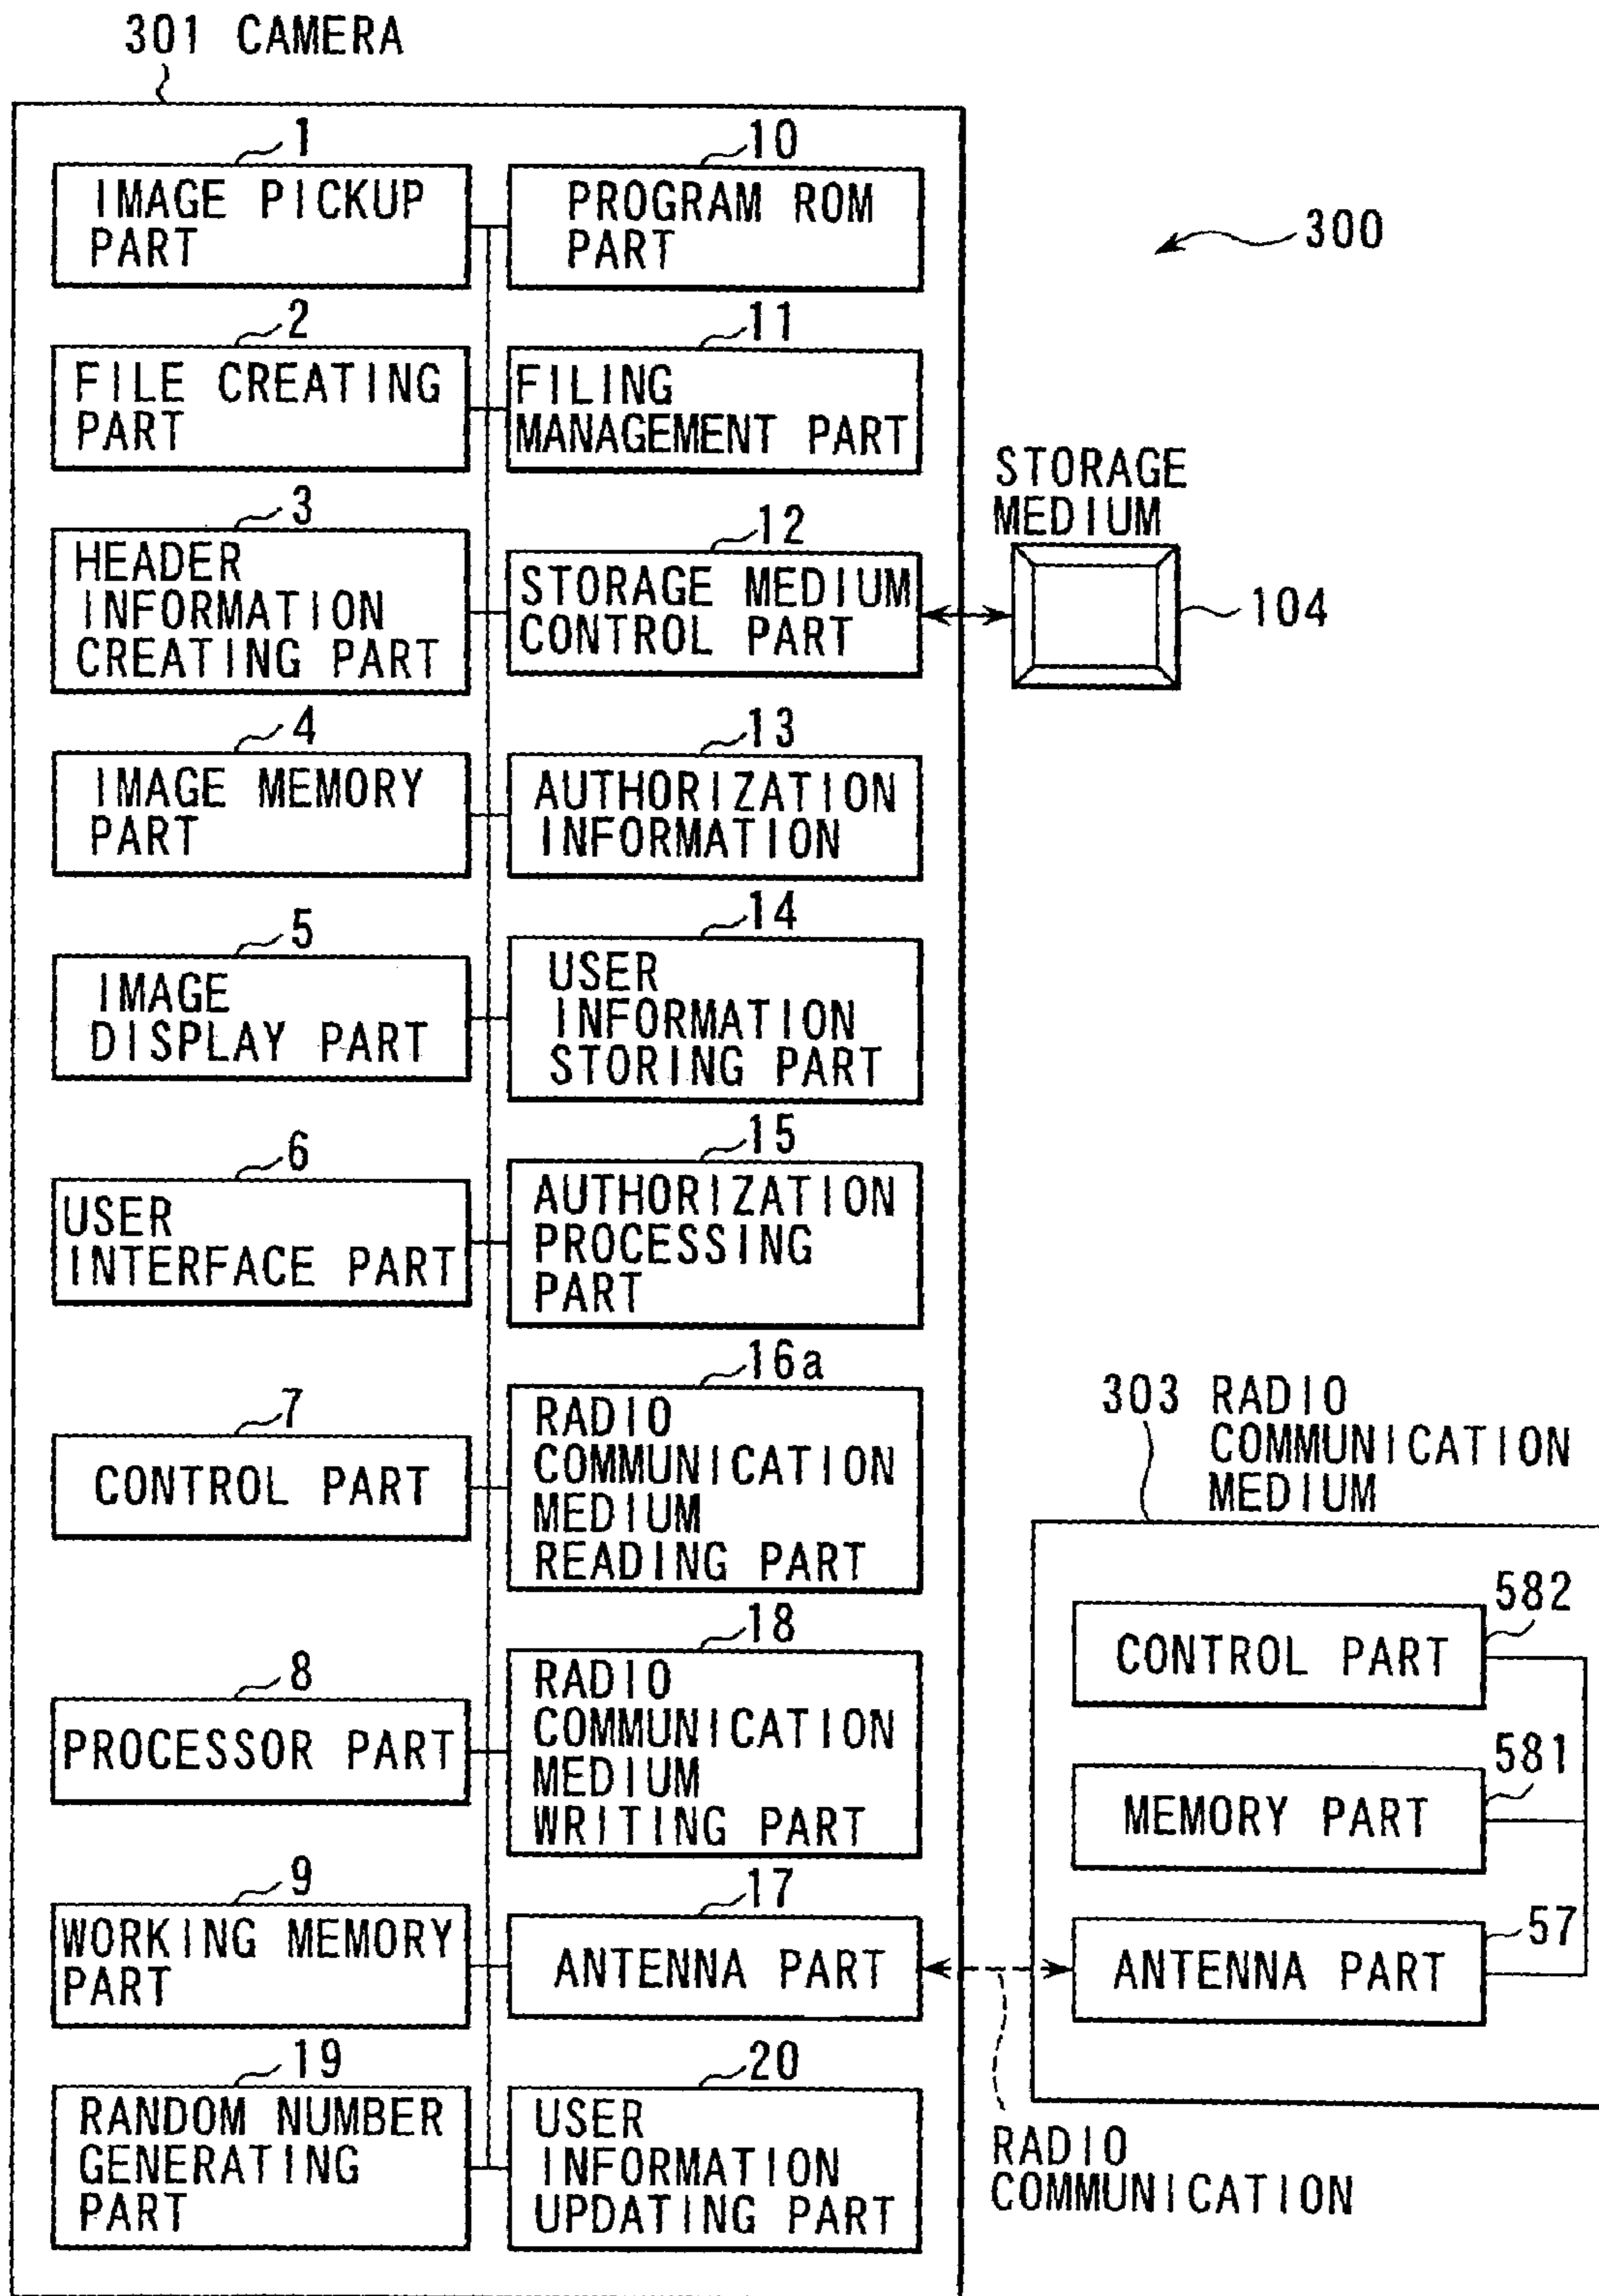 301 CAMERA
1
IMAGE PICKUP
PART
10
PROGRAM ROM
PART
300
2
FILE CREATING
PART
11
FILING
MANAGEMENT PART
STORAGE
MEDIUM
104
3
HEADER
INFORMATION
CREATING PART
12
STORAGE MEDIUM
CONTROL PART
4
IMAGE MEMORY
PART
13
AUTHORIZATION
INFORMATION
5
IMAGE
DISPLAY PART
14
USER
INFORMATION
STORING PART
6
USER
INTERFACE PART
15
AUTHORIZATION
PROCESSING
PART
7
CONTROL PART
16a
RADIO
COMMUNICATION
MEDIUM
READING PART
8
PROCESSOR PART
18
RADIO
COMMUNICATION
MEDIUM
WRITING PART
9
WORKING MEMORY
PART
17
ANTENNA PART
19
RANDOM NUMBER
GENERATING
PART
20
USER
INFORMATION
UPDATING PART
303 RADIO
COMMUNICATION
MEDIUM
582
CONTROL PART
581
MEMORY PART
57
ANTENNA PART
RADIO
COMMUNICATION